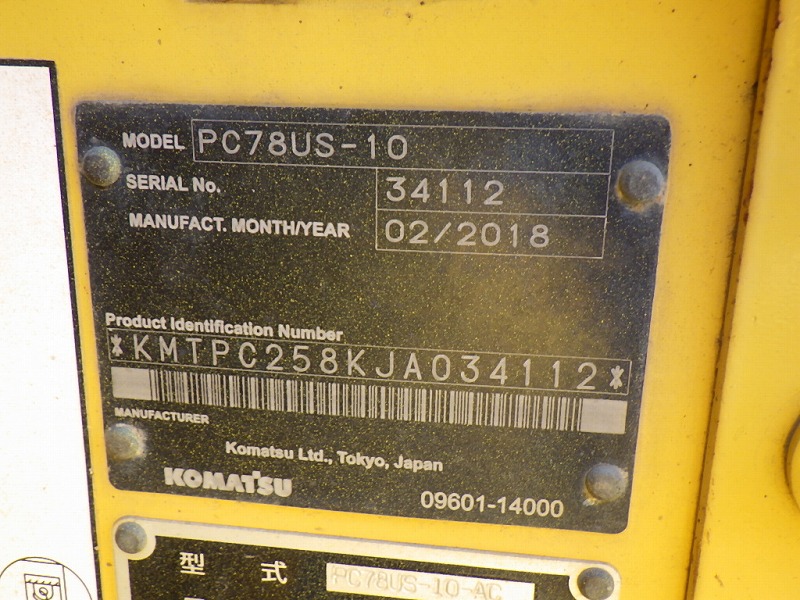 MODEL PC78US-10
SERIAL No. 34112
MANUFACT. MONTH/YEAR 02/2018
Product Identification Number
*KMTPC258KJA034112*
MANUFACTURER
Komatsu Ltd., Tokyo, Japan
KOMATSU
09601-14000
型 式 PC78US-10-AC